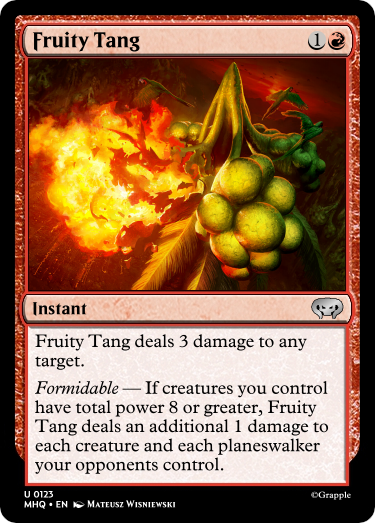 Fruity Tang 1
Instant
Fruity Tang deals 3 damage to any
target.
Formidable — If creatures you control
have total power 8 or greater, Fruity
Tang deals an additional 1 damage to
each creature and each planeswalker
your opponents control.
U 0123
MHQ • EN Mateusz Wisniewski
©Grapple